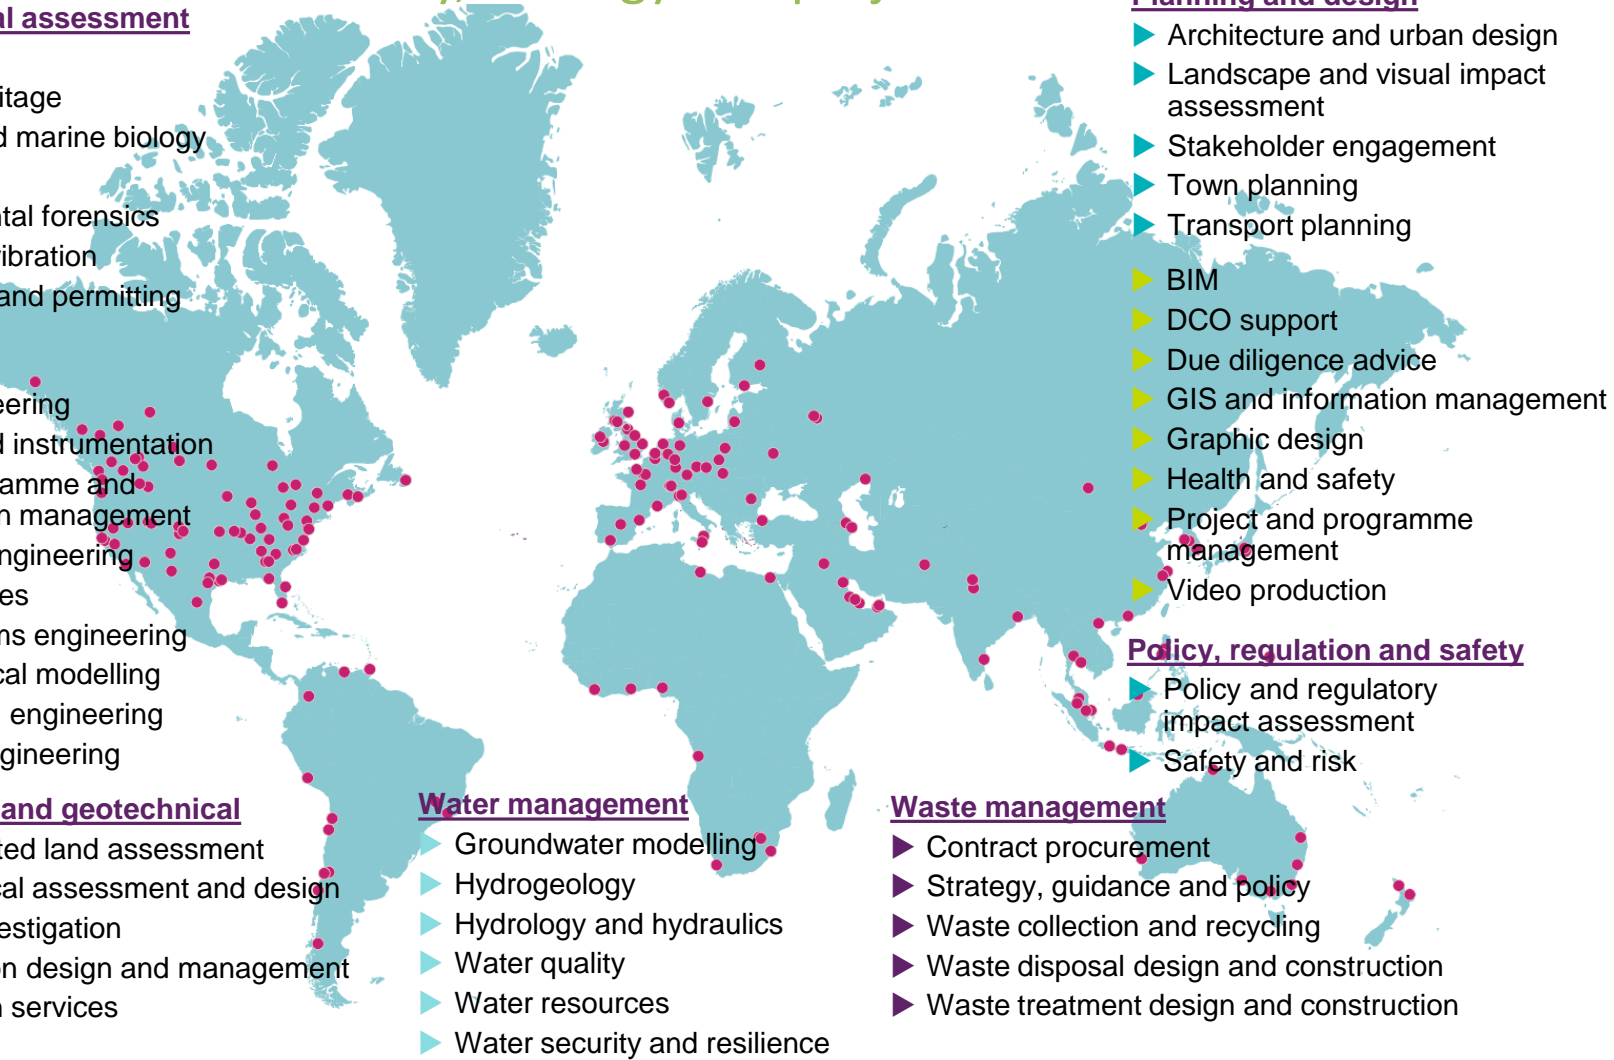 al assessment
itage
d marine biology
tal forensics
ibration
and permitting
eering
d instrumentation
amme and
n management
ngineering
es
ms engineering
cal modelling
engineering
gineering
and geotechnical
ted land assessment
cal assessment and design
estigation
on design and management
n services
Water management
Groundwater modelling
Hydrogeology
Hydrology and hydraulics
Water quality
Water resources
Water security and resilience
Planning and design
Architecture and urban design
Landscape and visual impact
assessment
Stakeholder engagement
Town planning
Transport planning
BIM
DCO support
Due diligence advice
GIS and information management
Graphic design
Health and safety
Project and programme
management
Video production
Policy, regulation and safety
Policy and regulatory
impact assessment
Safety and risk
Waste management
Contract procurement
Strategy, guidance and policy
Waste collection and recycling
Waste disposal design and construction
Waste treatment design and construction